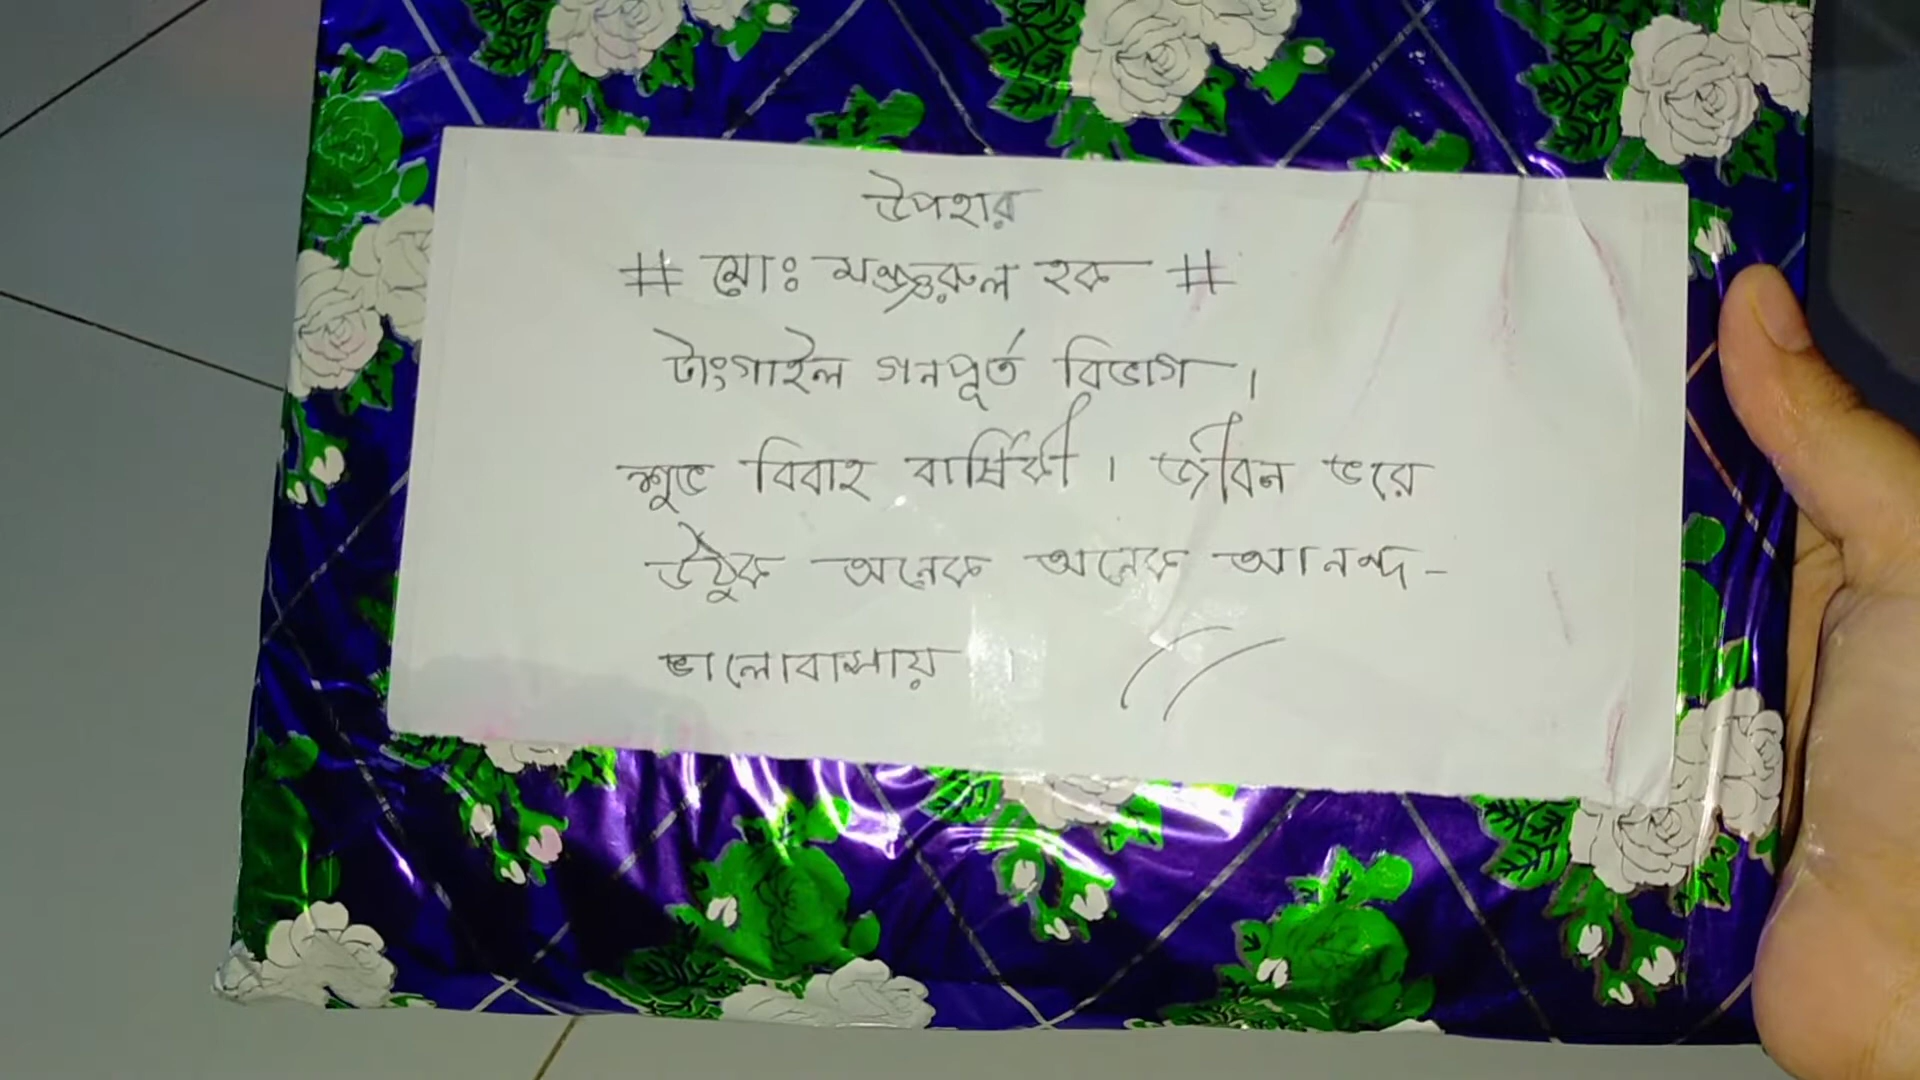 উপহার
# মোঃ মঞ্জুরুল হক #
টাংগাইল গনপূর্ত বিভাগ।
শুভ বিবাহ বার্ষিকী। জীবন ভরে
উঠুক অনেক অনেক আনন্দ-
ভালোবাসায়।